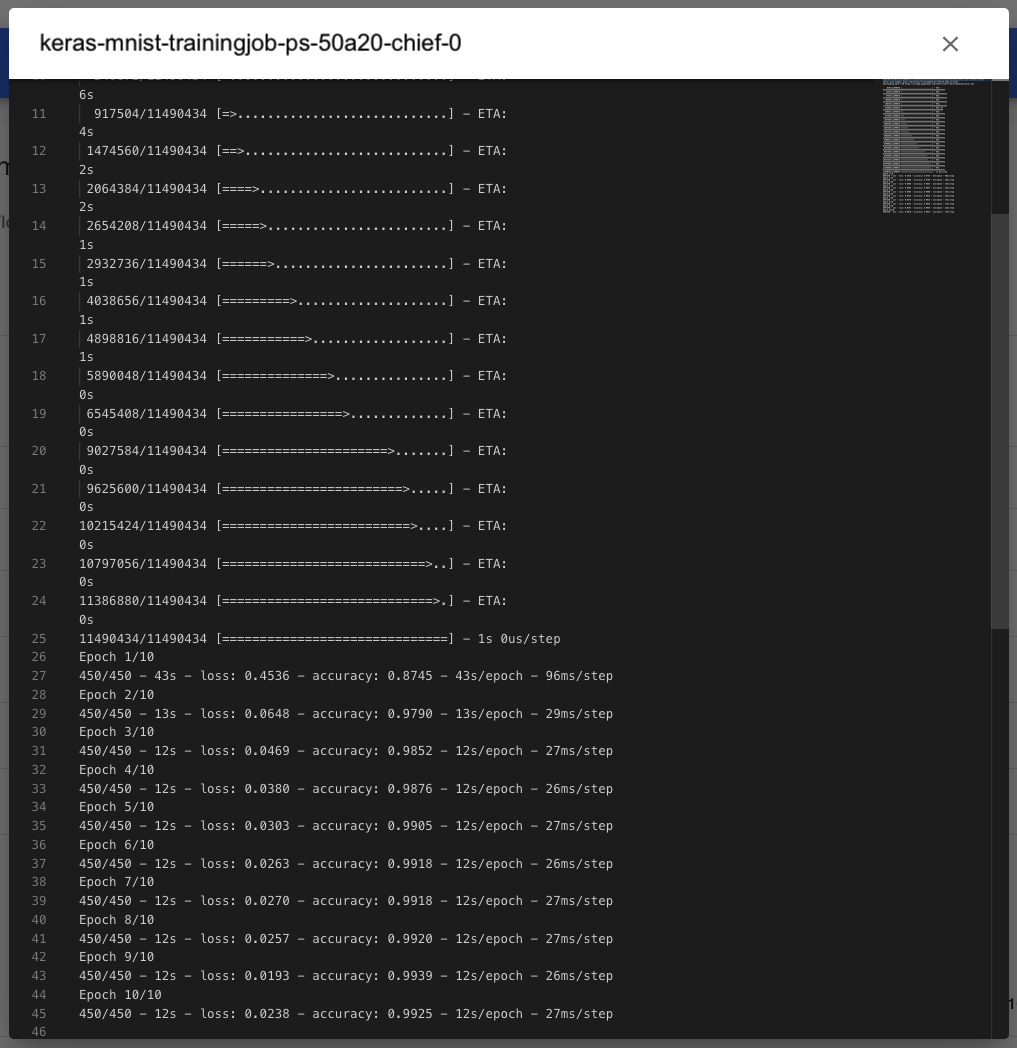 keras-mnist-trainingjob-ps-50a20-chief-0
6s
11 917504/11490434 [=>............................] - ETA:
4s
12 1474560/11490434 [==>...........................] - ETA:
2s
13 2064384/11490434 [====>.........................] - ETA:
2s
14 2654208/11490434 [=====>........................] - ETA:
1s
15 2932736/11490434 [======>.......................] - ETA:
1s
16 4038656/11490434 [=========>....................] - ETA:
1s
17 4898816/11490434 [===========>..................] - ETA:
1s
18 5890048/11490434 [==============>...............] - ETA:
0s
19 6545408/11490434 [================>.............] - ETA:
0s
20 9027584/11490434 [======================>.......] - ETA:
0s
21 9625600/11490434 [========================>.....] - ETA:
0s
22 10215424/11490434 [=========================>....] - ETA:
0s
23 10797056/11490434 [===========================>..] - ETA:
0s
24 11386880/11490434 [============================>.] - ETA:
0s
25 11490434/11490434 [==============================] - 1s 0us/step
26 Epoch 1/10
27 450/450 - 43s - loss: 0.4536 - accuracy: 0.8745 - 43s/epoch - 96ms/step
28 Epoch 2/10
29 450/450 - 13s - loss: 0.0648 - accuracy: 0.9790 - 13s/epoch - 29ms/step
30 Epoch 3/10
31 450/450 - 12s - loss: 0.0469 - accuracy: 0.9852 - 12s/epoch - 27ms/step
32 Epoch 4/10
33 450/450 - 12s - loss: 0.0380 - accuracy: 0.9876 - 12s/epoch - 26ms/step
34 Epoch 5/10
35 450/450 - 12s - loss: 0.0303 - accuracy: 0.9905 - 12s/epoch - 27ms/step
36 Epoch 6/10
37 450/450 - 12s - loss: 0.0263 - accuracy: 0.9918 - 12s/epoch - 26ms/step
38 Epoch 7/10
39 450/450 - 12s - loss: 0.0270 - accuracy: 0.9918 - 12s/epoch - 27ms/step
40 Epoch 8/10
41 450/450 - 12s - loss: 0.0257 - accuracy: 0.9920 - 12s/epoch - 27ms/step
42 Epoch 9/10
43 450/450 - 12s - loss: 0.0193 - accuracy: 0.9939 - 12s/epoch - 26ms/step
44 Epoch 10/10
45 450/450 - 12s - loss: 0.0238 - accuracy: 0.9925 - 12s/epoch - 27ms/step
46